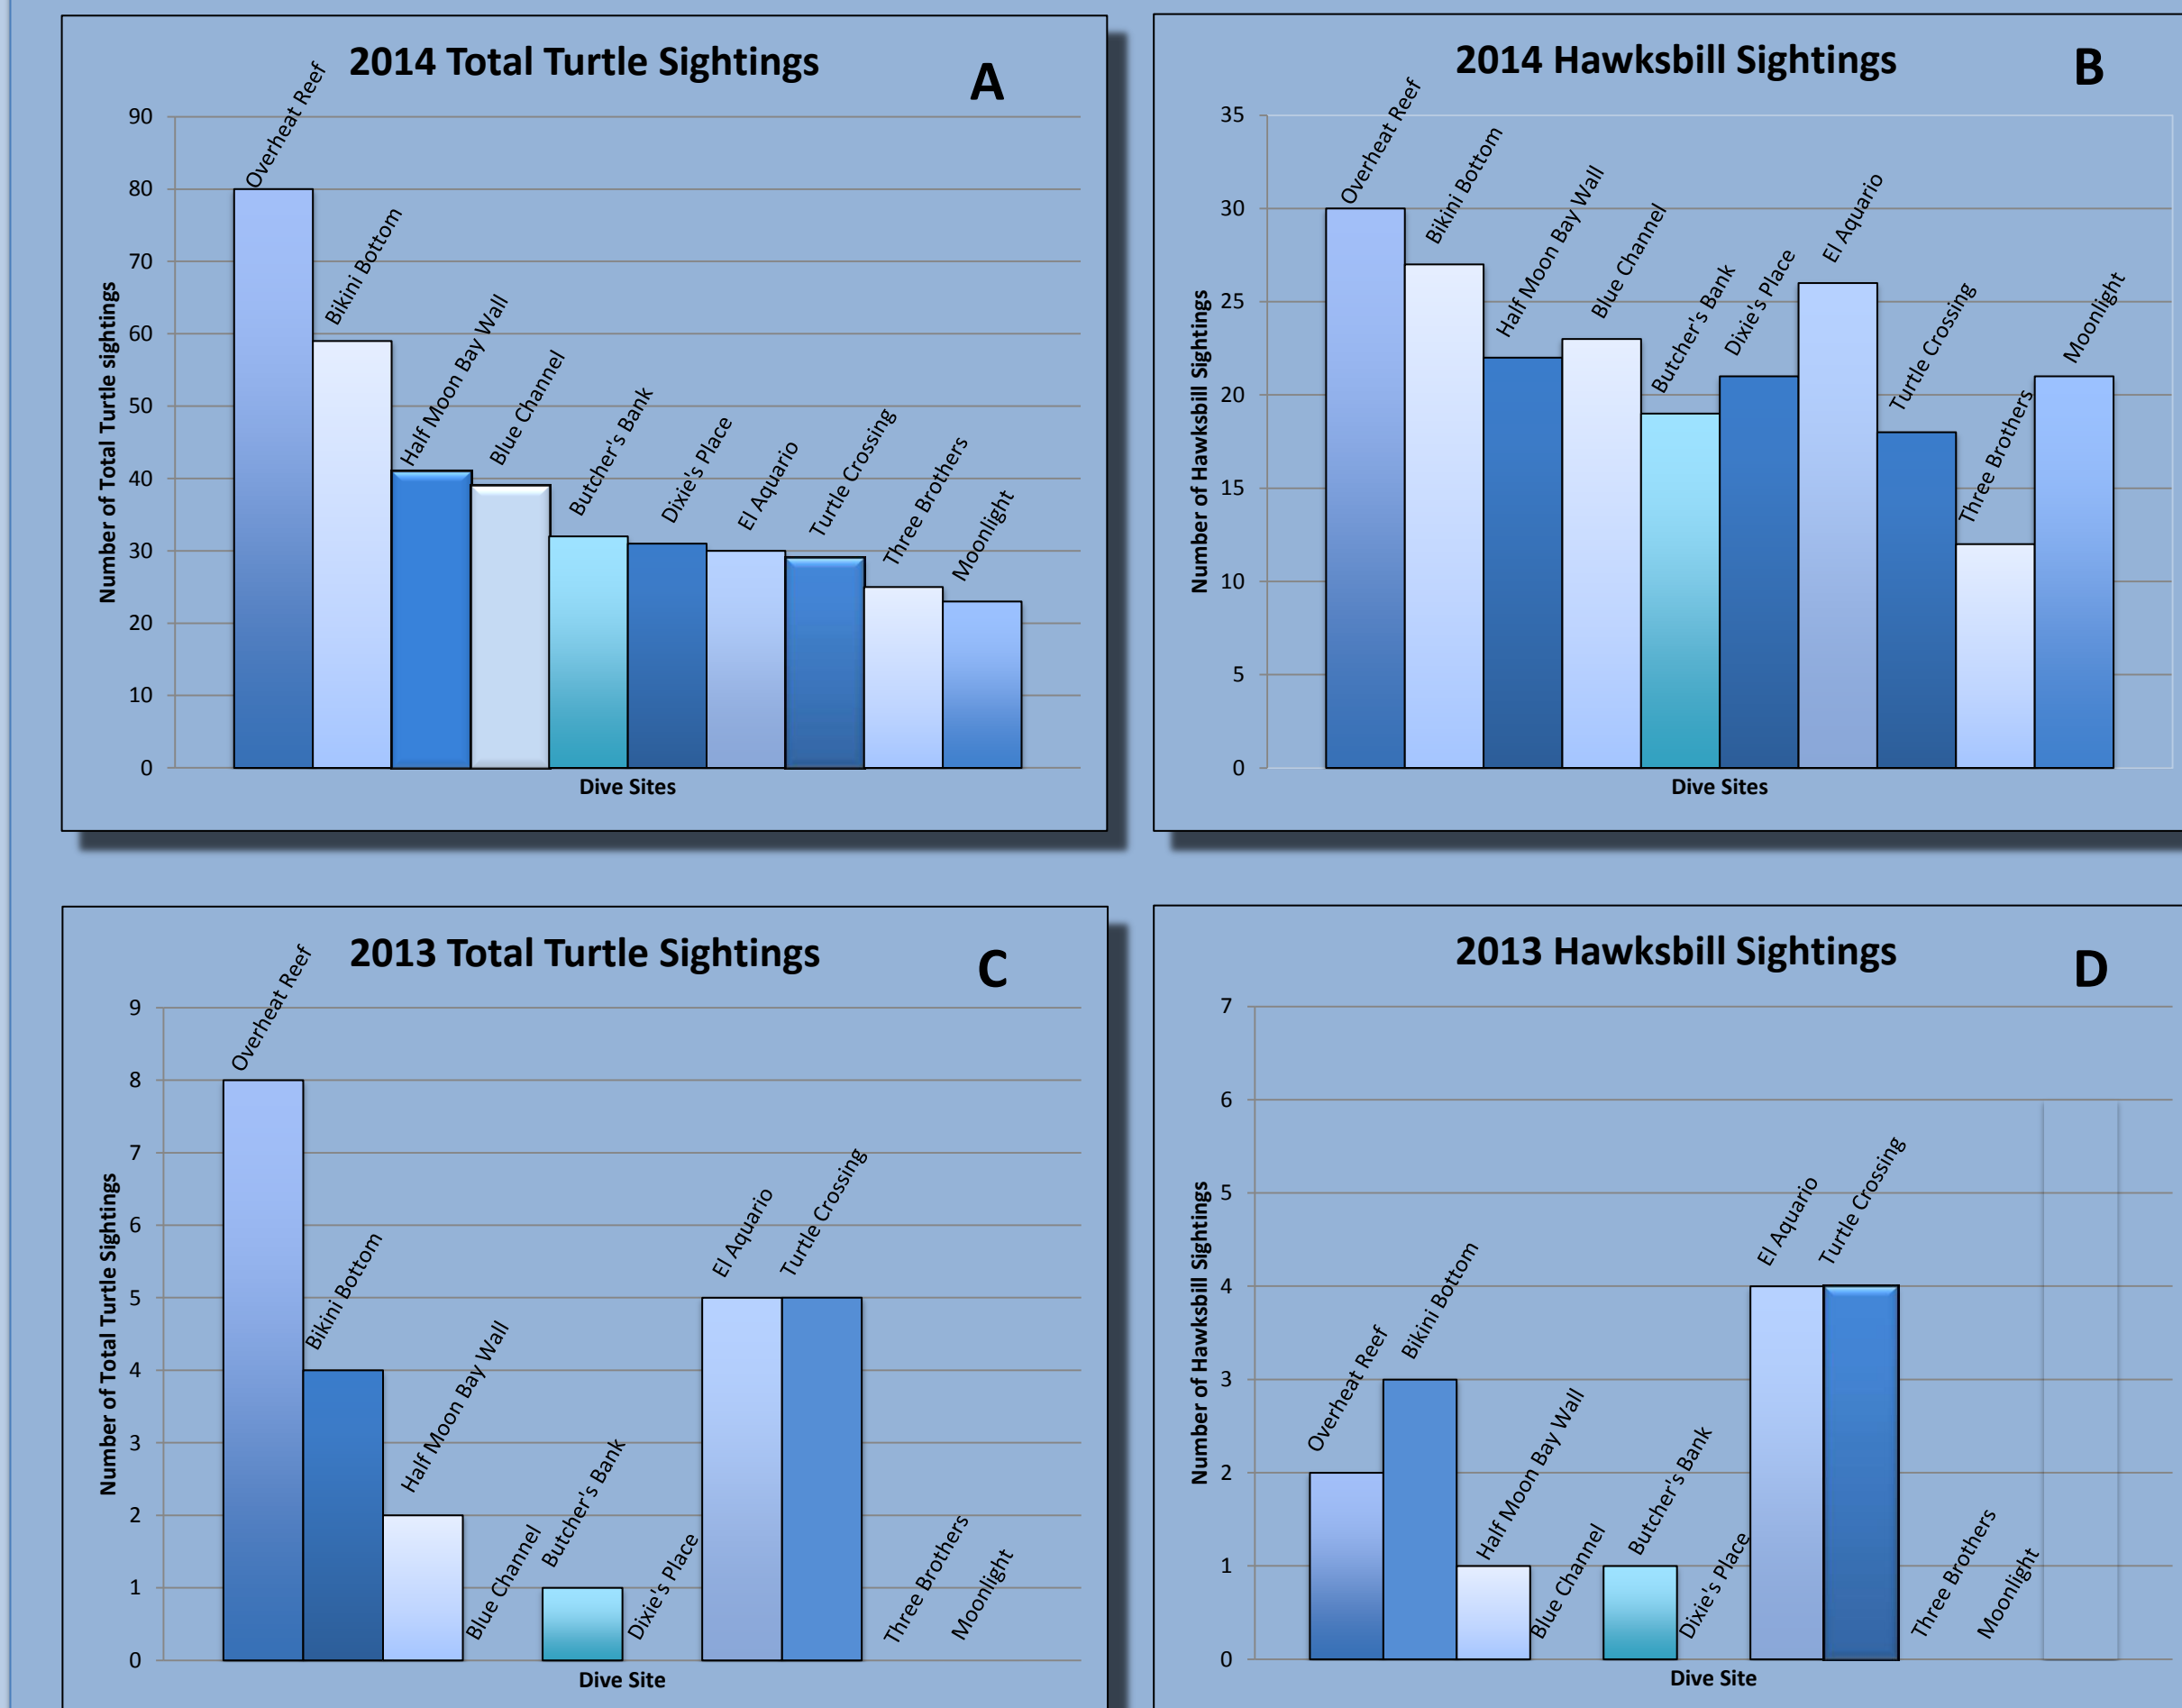 2014 Total Turtle Sightings
A
Number of Total Turtle sightings
90
80
70
60
50
40
30
20
10
0
Overheat Reef
Bikini Bottom
Half Moon Bay Wall
Blue Channel
Butcher's Bank
Dixie's Place
El Aquario
Turtle Crossing
Three Brothers
Moonlight
Dive Sites
2014 Hawksbill Sightings
B
Number of Hawksbill Sightings
35
30
25
20
15
10
5
0
Overheat Reef
Bikini Bottom
Half Moon Bay Wall
Blue Channel
Butcher's Bank
Dixie's Place
El Aquario
Turtle Crossing
Three Brothers
Moonlight
Dive Sites
2013 Total Turtle Sightings
C
Number of Total Turtle Sightings
9
8
7
6
5
4
3
2
1
0
Overheat Reef
Bikini Bottom
Half Moon Bay Wall
Blue Channel
Butcher's Bank
Dixie's Place
El Aquario
Turtle Crossing
Three Brothers
Moonlight
Dive Site
2013 Hawksbill Sightings
D
Number of Hawksbill Sightings
7
6
5
4
3
2
1
0
Overheat Reef
Bikini Bottom
Half Moon Bay Wall
Blue Channel
Butcher's Bank
Dixie's Place
El Aquario
Turtle Crossing
Three Brothers
Moonlight
Dive Site